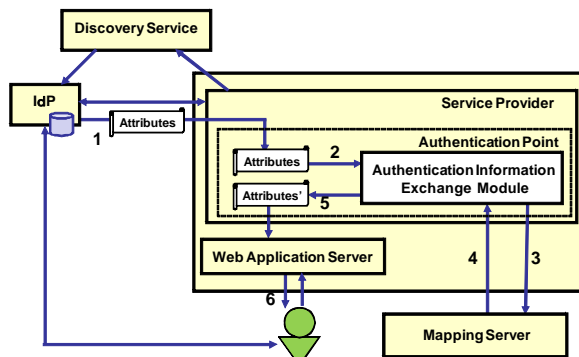 Discovery Service
IdP
Service Provider
1
Attributes
Authentication Point
Attributes
2
Authentication Information
Exchange Module
Attributes'
5
Web Application Server
4
3
6
Mapping Server